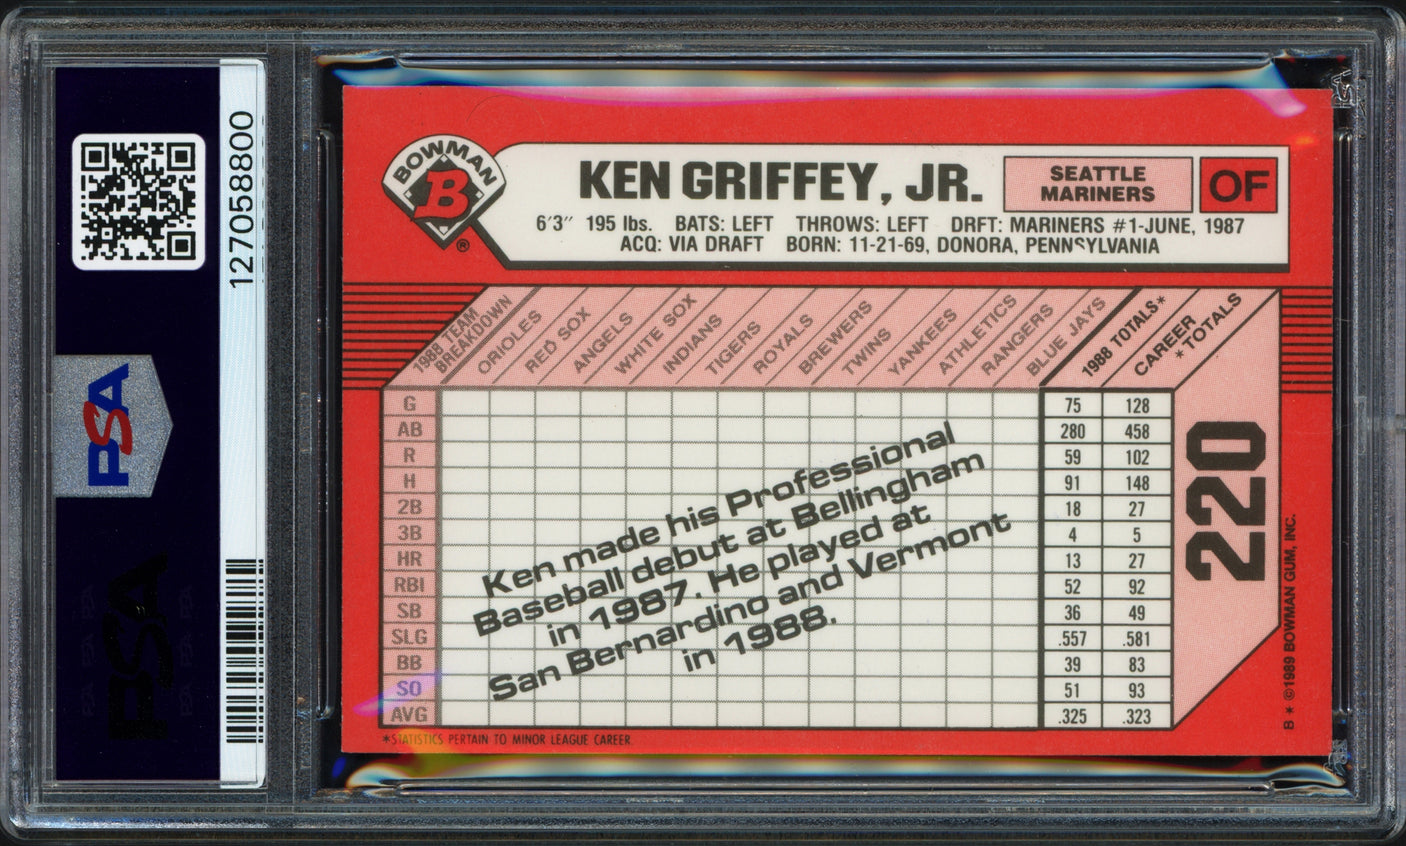 127058800
PSA
PSA
BOWMAN
B
®
KEN GRIFFEY, JR.
SEATTLE
MARINERS
OF
6'3" 195 lbs. BATS: LEFT THROWS: LEFT DRFT: MARINERS #1-JUNE, 1987
ACQ: VIA DRAFT BORN: 11-21-69, DONORA, PENNSYLVANIA
1988 TEAM
BREAKDOWN
ORIOLES
RED SOX
ANGELS
WHITE SOX
INDIANS
TIGERS
ROYALS
BREWERS
TWINS
YANKEES
ATHLETICS
RANGERS
BLUE JAYS
1988 TOTALS*
CAREER
*TOTALS
G 75 128
AB 280 458
R 59 102
H 91 148
2B 18 27
3B 4 5
HR 13 27
RBI 52 92
SB 36 49
SLG .557 .581
BB 39 83
SO 51 93
AVG .325 .323
Ken made his Professional
Baseball debut at Bellingham
in 1987. He played at
San Bernardino and Vermont
in 1988.
220
*STATISTICS PERTAIN TO MINOR LEAGUE CAREER.
B * ©1989 BOWMAN GUM, INC.